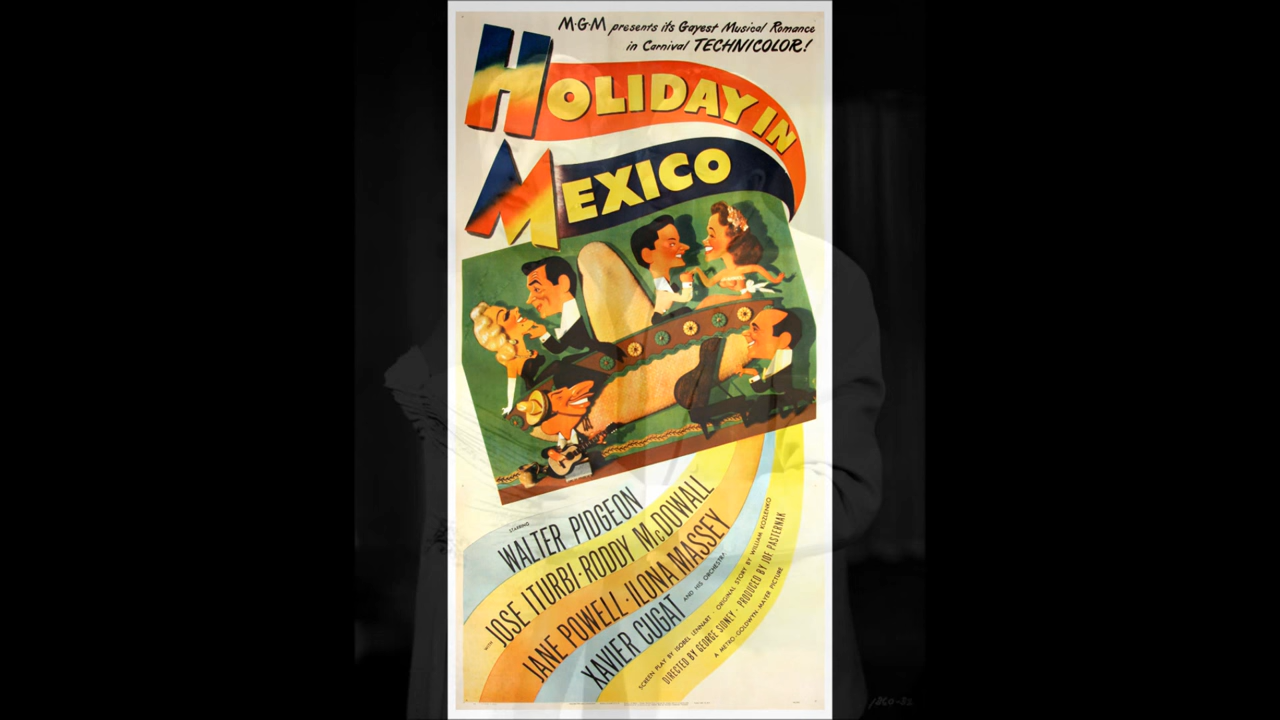 M·G·M presents its Gayest Musical Romance
in Carnival TECHNICOLOR!
HOLIDAY IN
MEXICO
STARRING
WALTER PIDGEON
WITH
JOSE ITURBI · RODDY McDOWALL
JANE POWELL · ILONA MASSEY
XAVIER CUGAT AND HIS ORCHESTRA
SCREEN PLAY BY ISOBEL LENNART · ORIGINAL STORY BY WILLIAM KOZLENKO
DIRECTED BY GEORGE SIDNEY · PRODUCED BY JOE PASTERNAK
A METRO-GOLDWYN-MAYER PICTURE